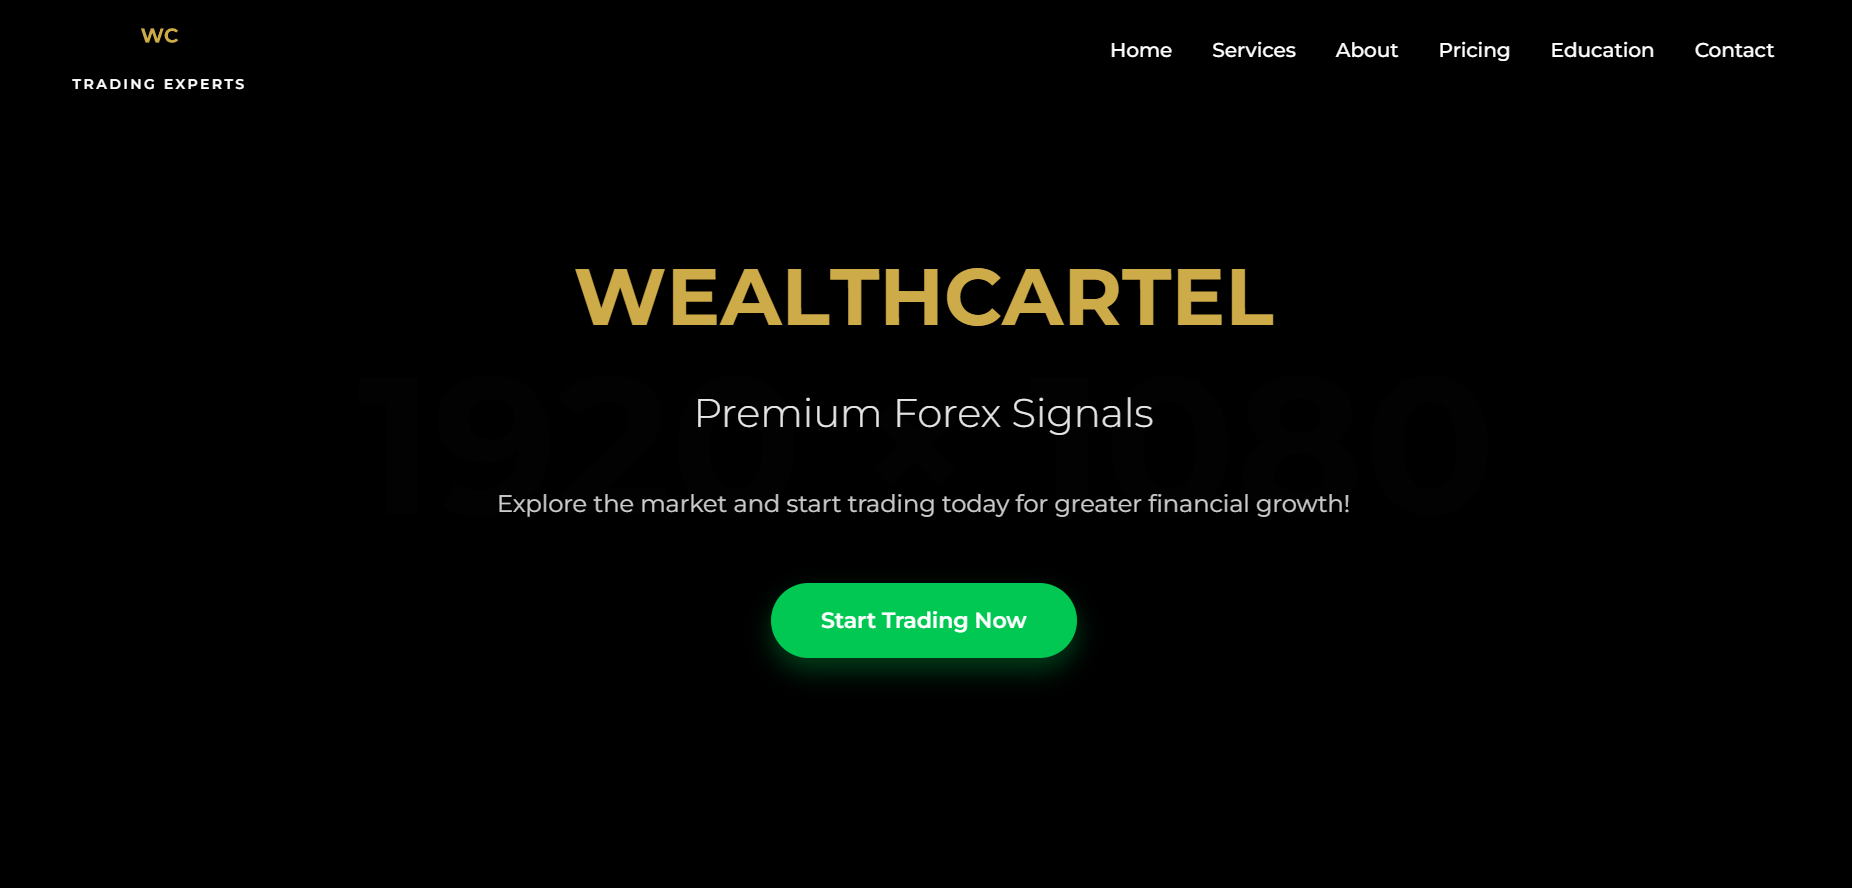 WC
TRADING EXPERTS
Home Services About Pricing Education Contact
WEALTHCARTEL
1920 × 1080
Premium Forex Signals
Explore the market and start trading today for greater financial growth!
Start Trading Now